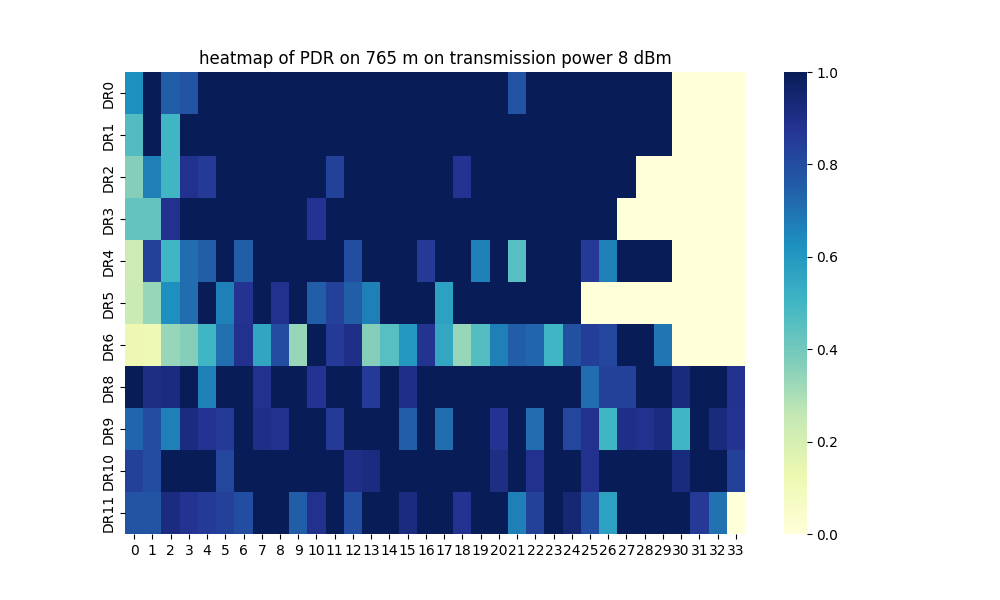 heatmap of PDR on 765 m on transmission power 8 dBm
DR0
DR1
DR2
DR3
DR4
DR5
DR6
DR8
DR9
DR10
DR11
0 1 2 3 4 5 6 7 8 9 10 11 12 13 14 15 16 17 18 19 20 21 22 23 24 25 26 27 28 29 30 31 32 33
1.0
0.8
0.6
0.4
0.2
0.0